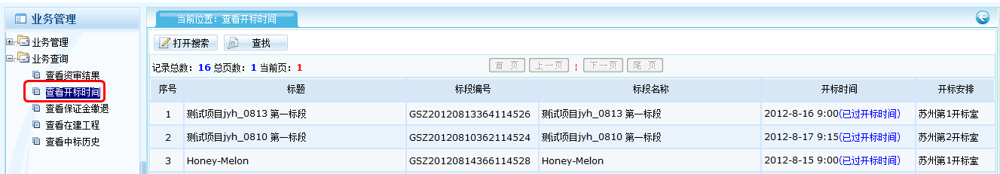 业务管理
业务管理
业务查询
查看资审结果
查看开标时间
查看保证金缴退
查看在建工程
查看中标历史
当前位置：查看开标时间
打开搜索 查找
记录总数：16 总页数：1 当前页：1 首 页 上一页 下一页 尾 页
序号 标题 标段编号 标段名称 开标时间 开标安排
1 测试项目jyh_0813 第一标段 GSZ20120813364114526 测试项目jyh_0813 第一标段 2012-8-16 9:00(已过开标时间) 苏州第1开标室
2 测试项目jyh_0810 第一标段 GSZ20120810362114524 测试项目jyh_0810 第一标段 2012-8-17 9:15(已过开标时间) 苏州第2开标室
3 Honey-Melon GSZ20120814366114528 Honey-Melon 2012-8-15 9:00(已过开标时间) 苏州第1开标室